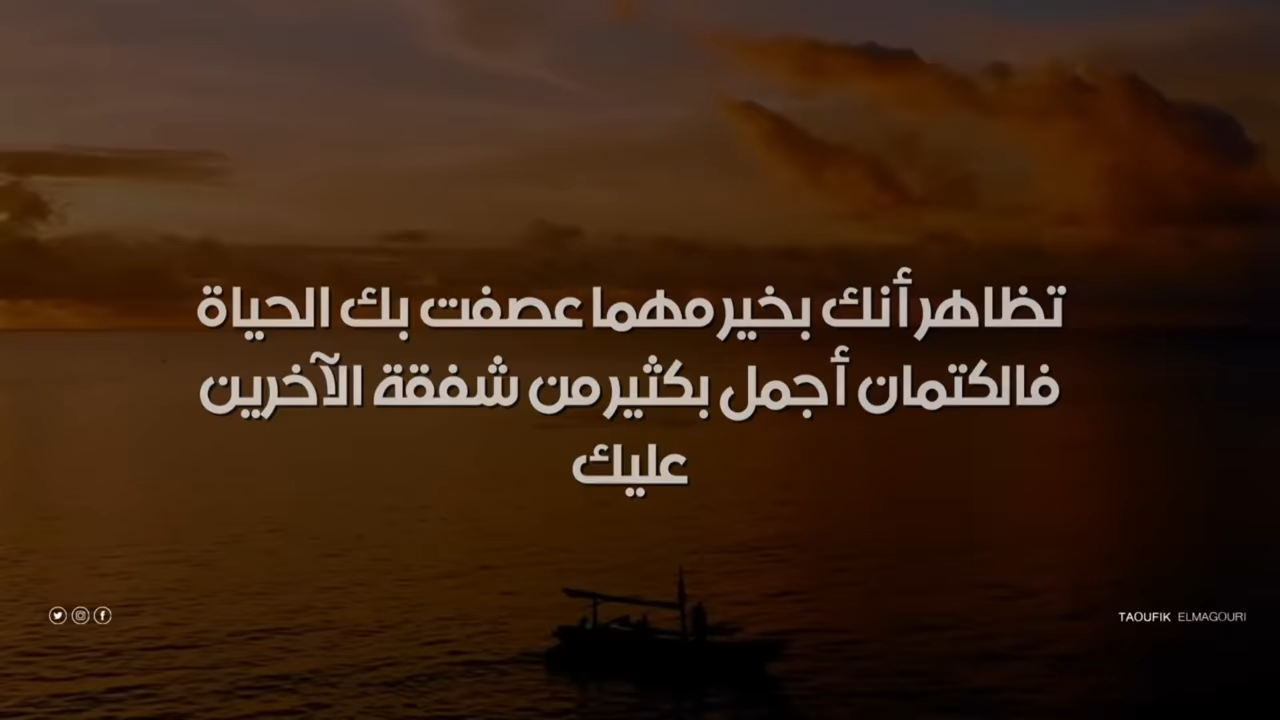 تظاهر أنك بخير مهما عصفت بك الحياة
فالكتمان أجمل بكثير من شفقة الآخرين
عليك
TAOUFIK ELMAGOURI